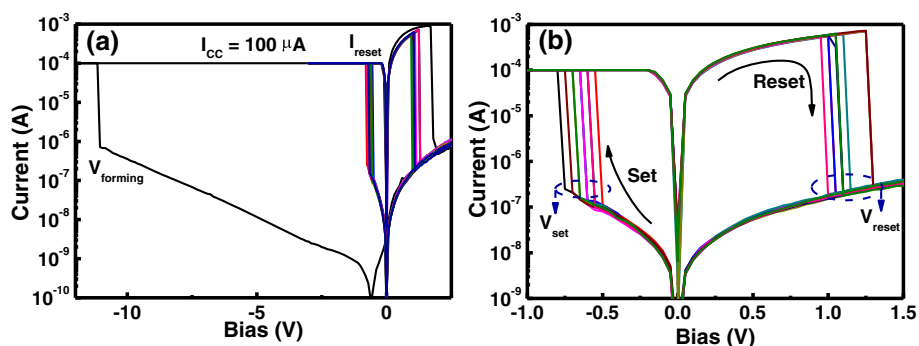 (a)
I_CC = 100 μA
I_reset
V_forming
Current (A)
10^-3
10^-4
10^-5
10^-6
10^-7
10^-8
10^-9
10^-10
-10
-5
0
Bias (V)
(b)
Reset
Set
V_set
V_reset
Current (A)
10^-3
10^-4
10^-5
10^-6
10^-7
10^-8
10^-9
-1.0
-0.5
0.0
0.5
1.0
1.5
Bias (V)